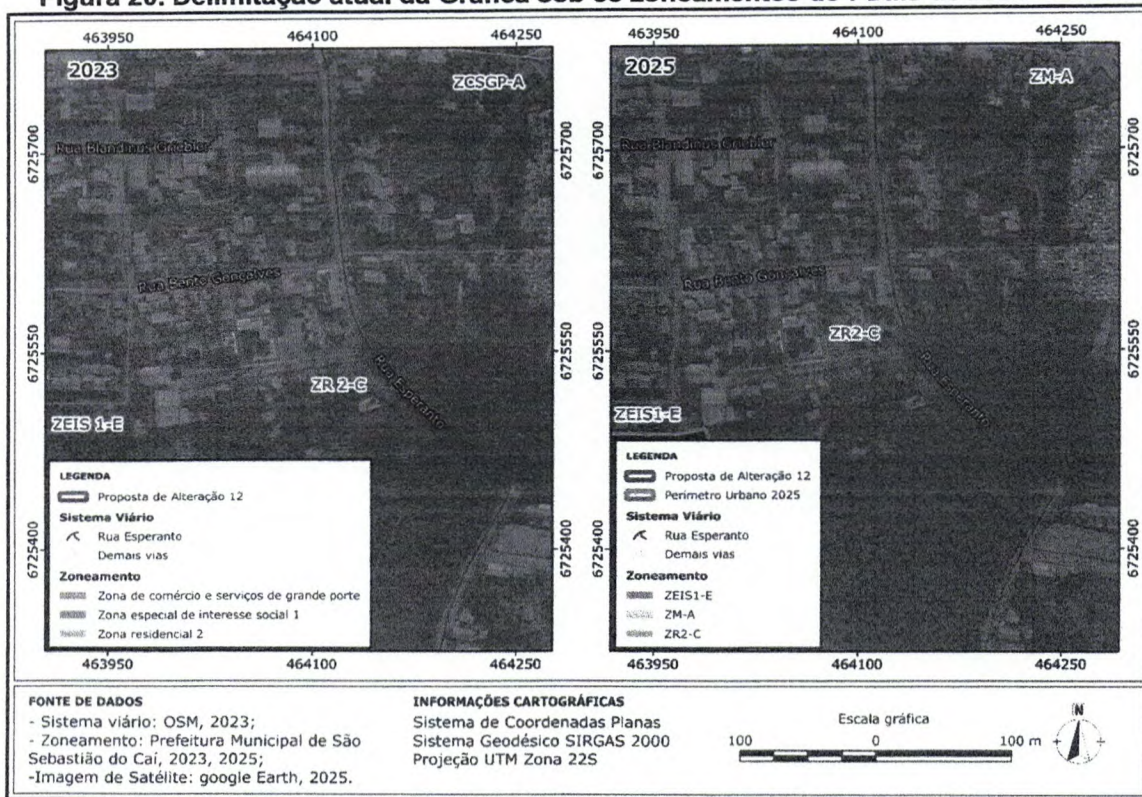 463950 464100 464250
2023
ZCSGP-A
Rua Blandinus Griebler
6725700
Rua Bento Gonçalves
6725550
ZR 2-C
Rua Esperanto
ZEIS 1-E
6725400
LEGENDA
Proposta de Alteração 12
Sistema Viário
Rua Esperanto
Demais vias
Zoneamento
Zona de comércio e serviços de grande porte
Zona especial de interesse social 1
Zona residencial 2
463950 464100 464250
463950 464100 464250
2025
ZM-A
Rua Blandinus Griebler
6725700
6725700
Rua Bento Gonçalves
ZR2-C
6725550
6725550
Rua Esperanto
ZEIS1-E
6725400
6725400
LEGENDA
Proposta de Alteração 12
Perímetro Urbano 2025
Sistema Viário
Rua Esperanto
Demais vias
Zoneamento
ZEIS1-E
ZM-A
ZR2-C
463950 464100 464250
FONTE DE DADOS
- Sistema viário: OSM, 2023;
- Zoneamento: Prefeitura Municipal de São
Sebastião do Caí, 2023, 2025;
-Imagem de Satélite: google Earth, 2025.
INFORMAÇÕES CARTOGRÁFICAS
Sistema de Coordenadas Planas
Sistema Geodésico SIRGAS 2000
Projeção UTM Zona 22S
Escala gráfica
100 0 100 m
N